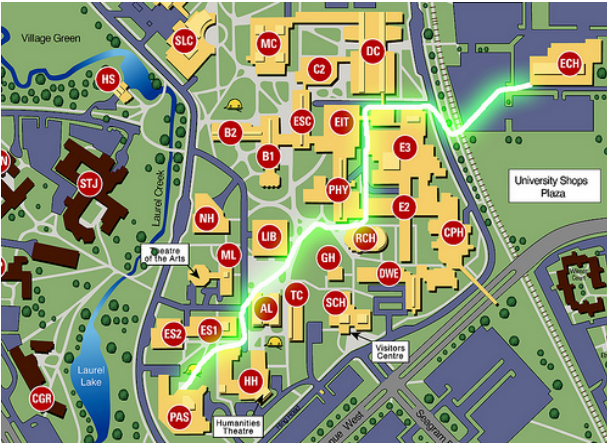 Village Green
SLC
MC
DC
ECH
C2
HS
ESC
EIT
B2
E3
B1
STJ
PHY
University Shops
Plaza
Laurel Creek
NH
E2
LIB
RCH
CPH
Theatre
of the Arts
ML
GH
DWE
TC
SCH
AL
ES2
ES1
Visitors
Centre
Laurel
Lake
HH
CGR
PAS
Humanities
Theatre